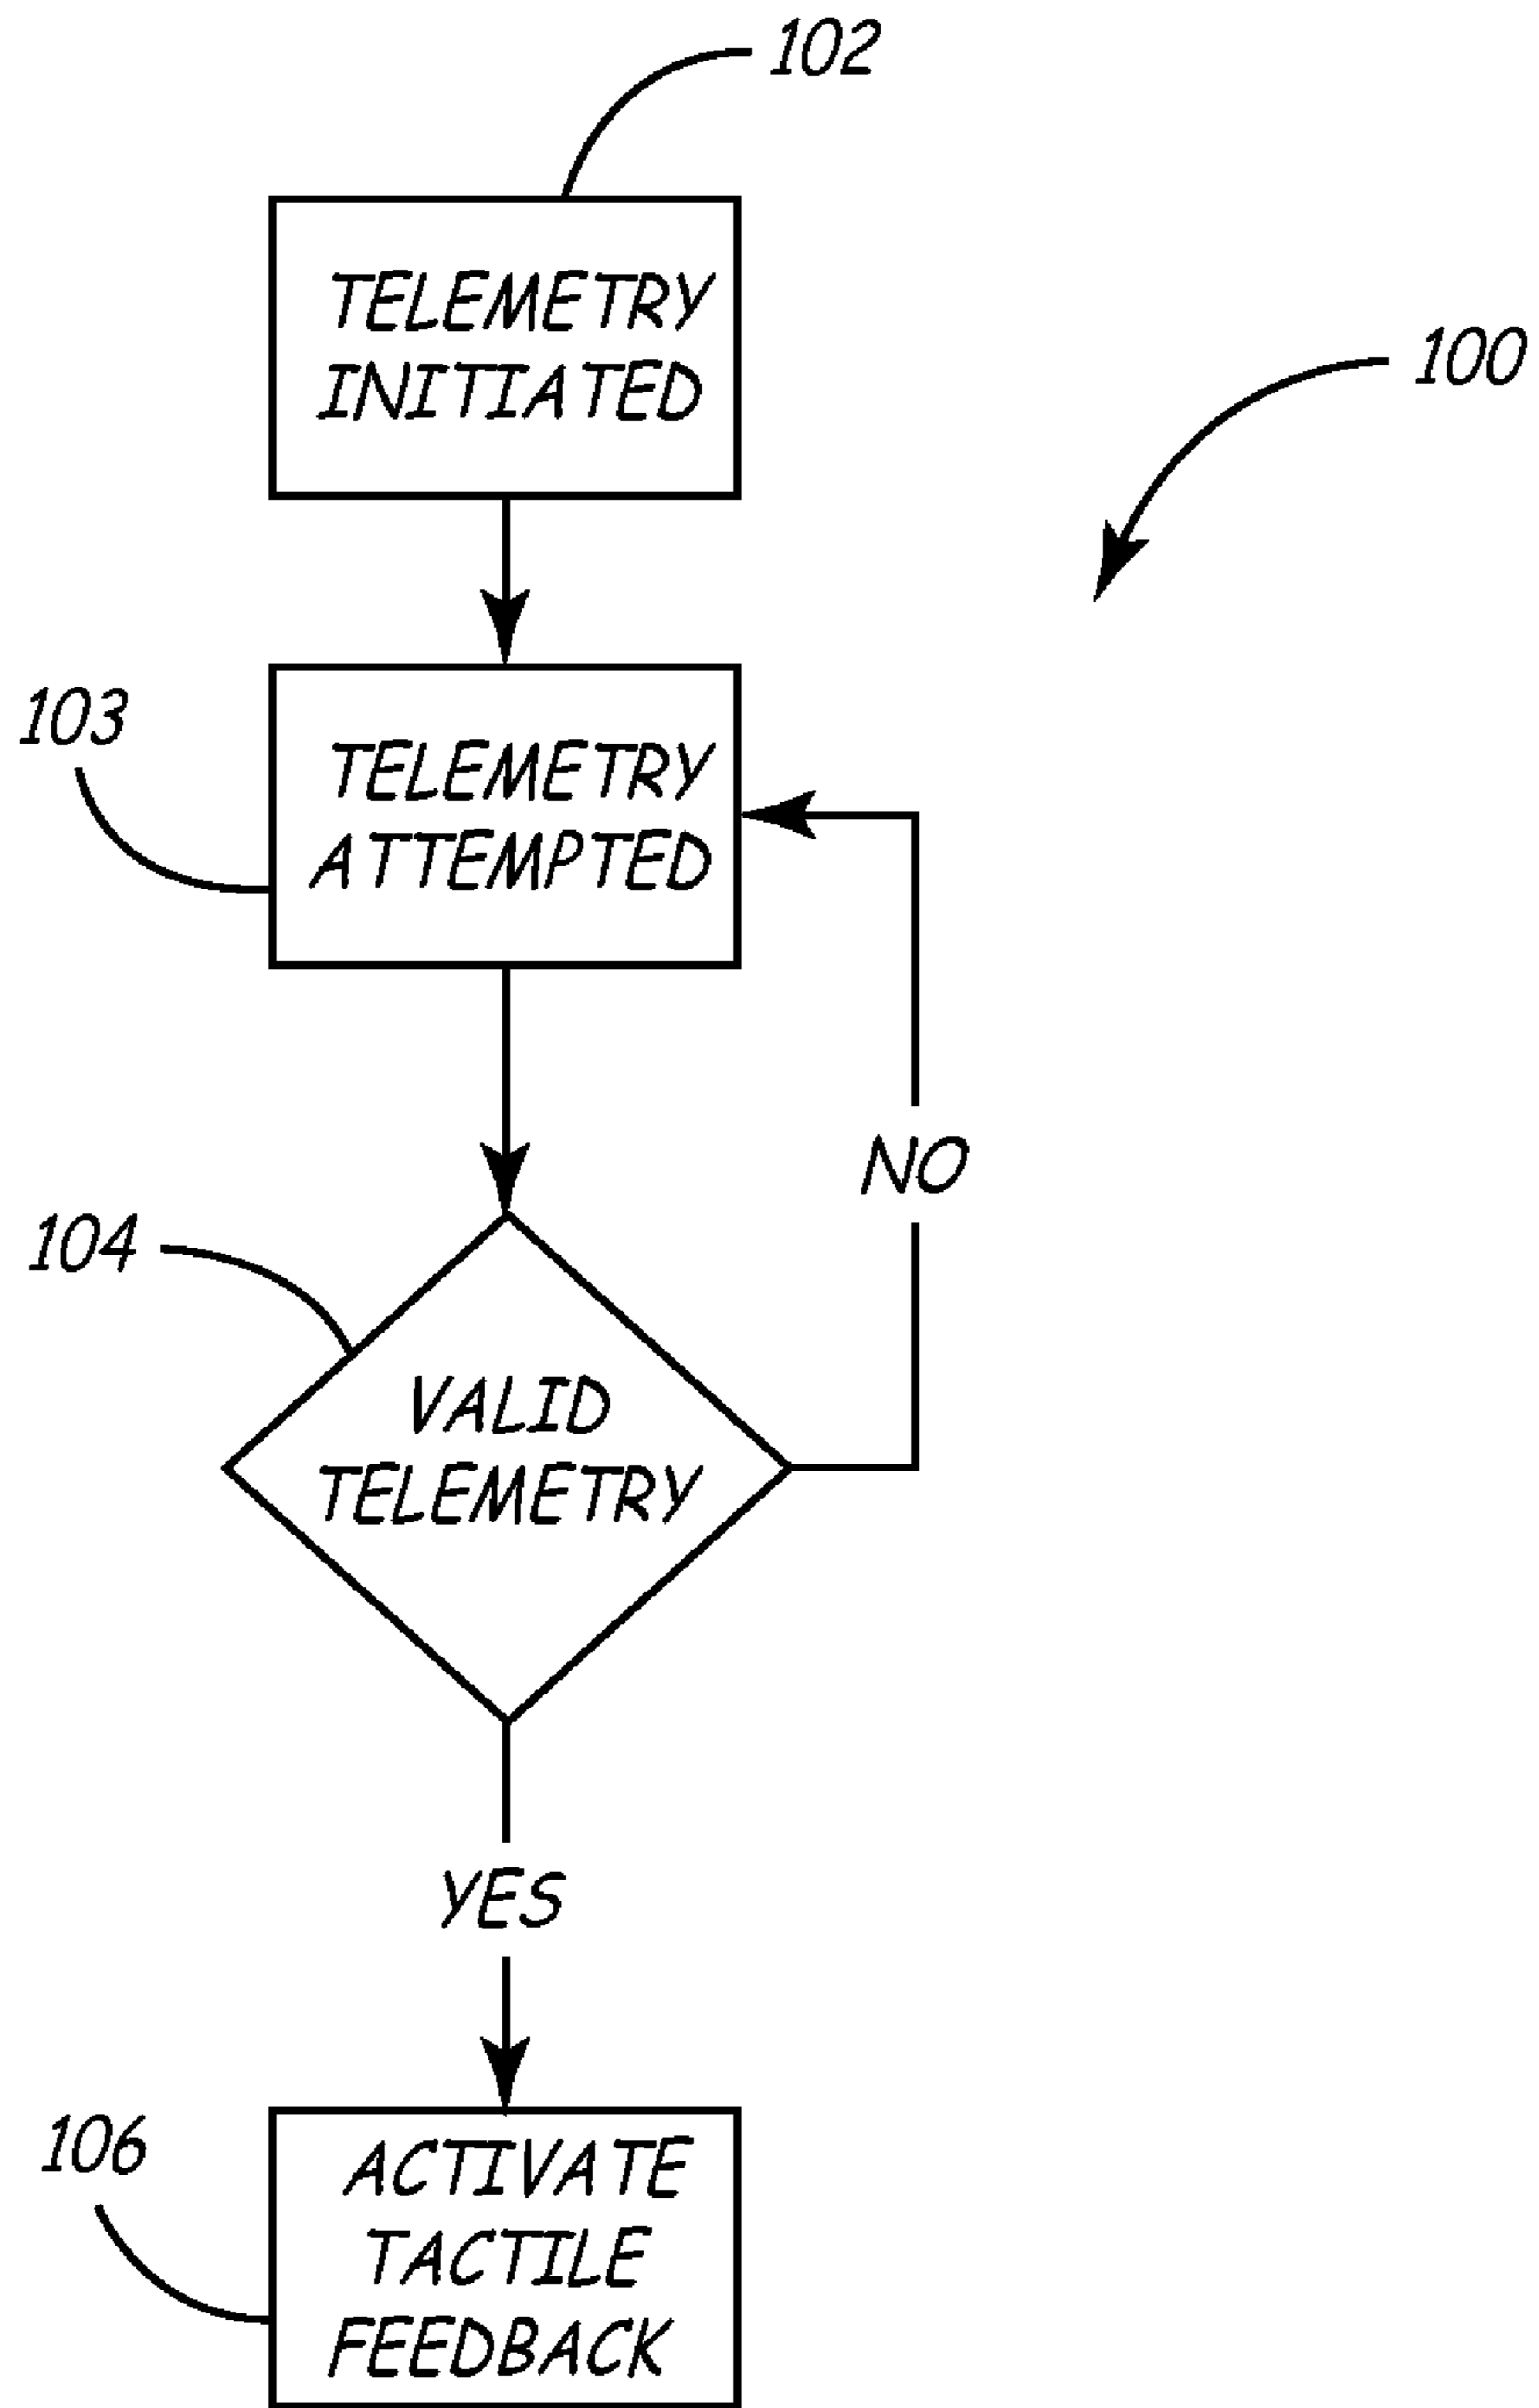 102
TELEMETRY
INITIATED
100
103
TELEMETRY
ATTEMPTED
NO
104
VALID
TELEMETRY
YES
106
ACTIVATE
TACTILE
FEEDBACK